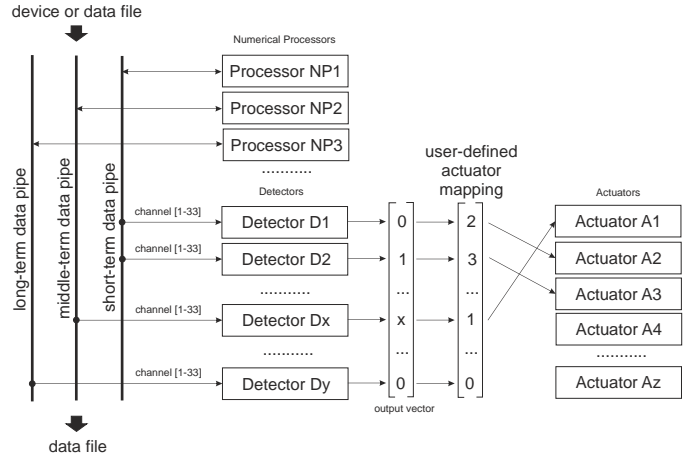 device or data file
long-term data pipe
middle-term data pipe
short-term data pipe
data file
Numerical Processors
Processor NP1
Processor NP2
Processor NP3
...........
Detectors
channel [1-33]
Detector D1
channel [1-33]
Detector D2
...........
channel [1-33]
Detector Dx
...........
channel [1-33]
Detector Dy
0
1
...
x
...
0
output vector
user-defined
actuator
mapping
2
3
...
1
...
0
Actuators
Actuator A1
Actuator A2
Actuator A3
Actuator A4
...........
Actuator Az